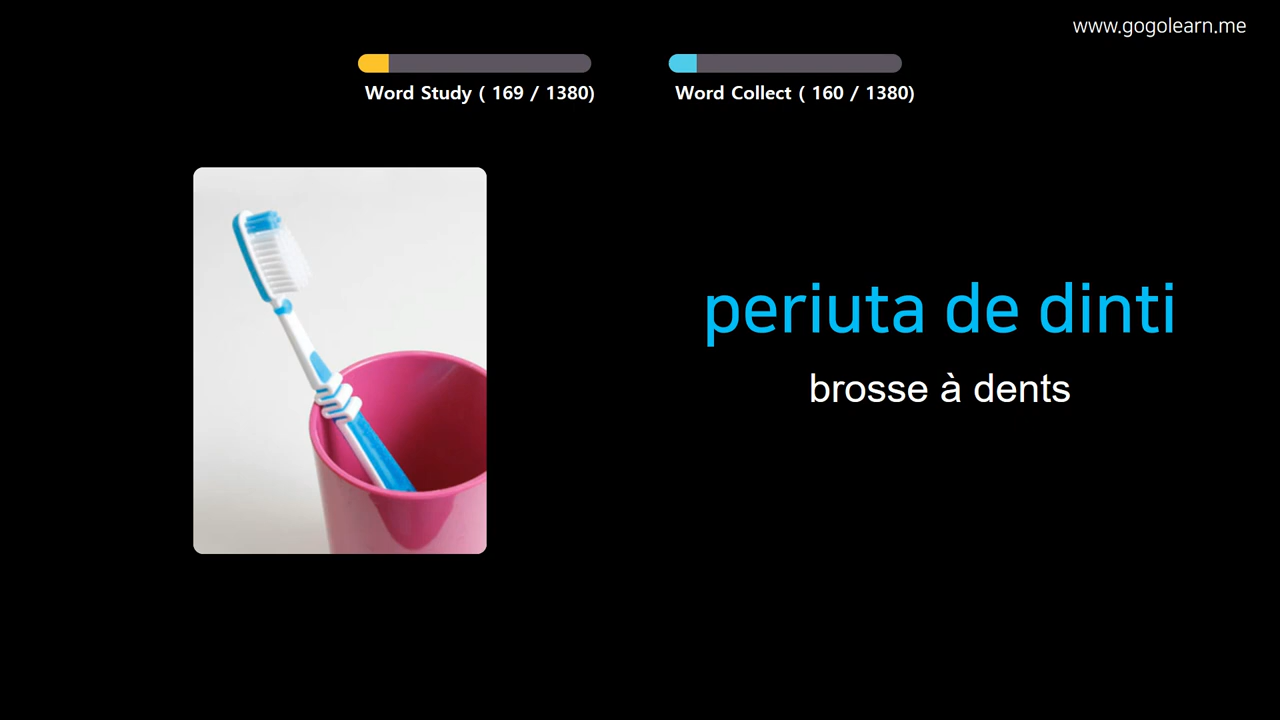 www.gogolearn.me
Word Study ( 169 / 1380)
Word Collect ( 160 / 1380)
periuta de dinti
brosse à dents